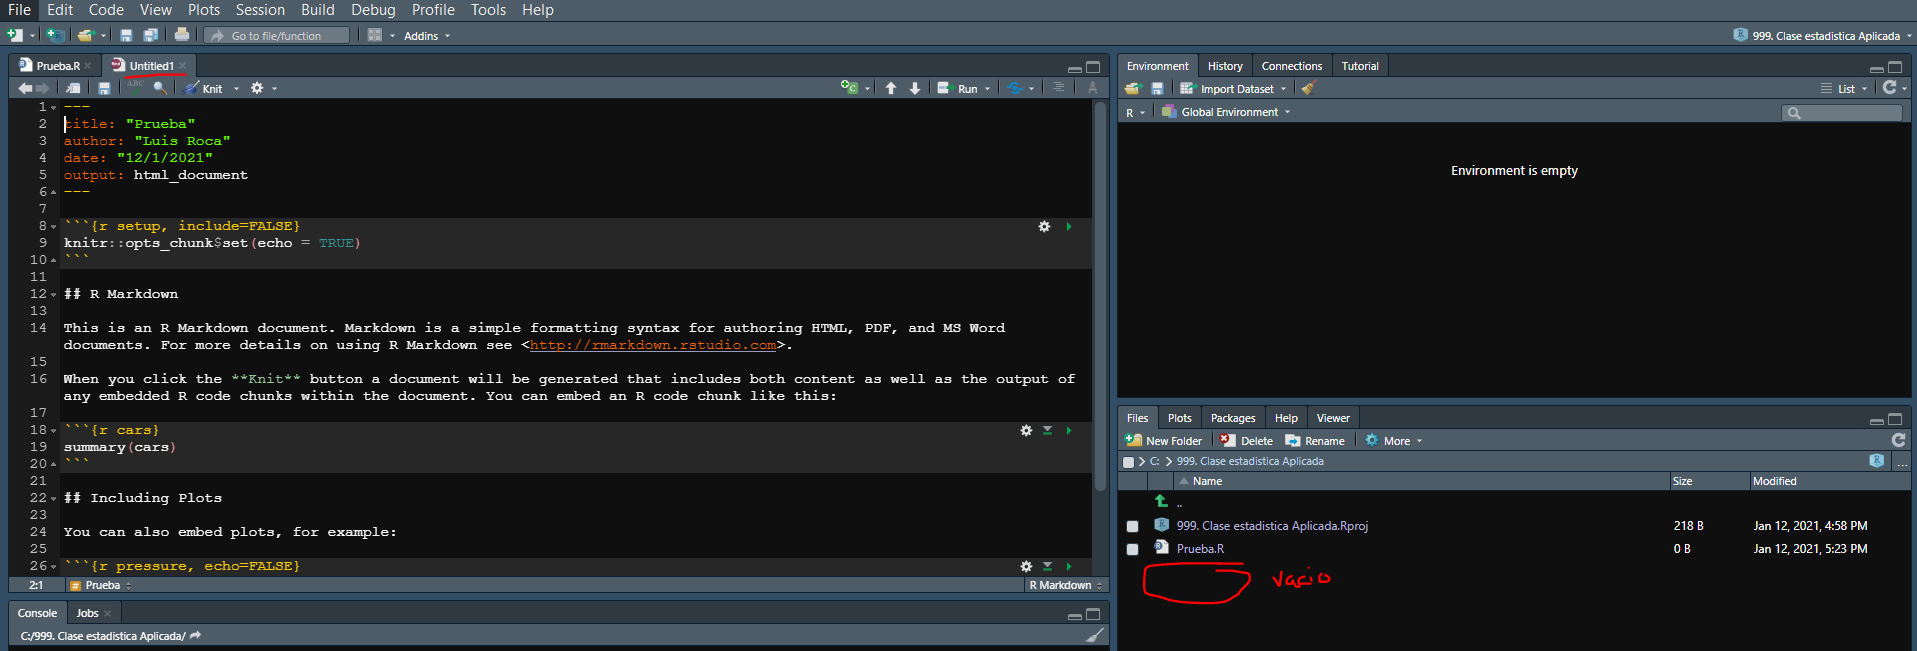 File Edit Code View Plots Session Build Debug Profile Tools Help
Go to file/function Addins 999. Clase estadistica Aplicada
Prueba.R Untitled1
ABC Knit Run
1 ---
2 title: "Prueba"
3 author: "Luis Roca"
4 date: "12/1/2021"
5 output: html_document
6 ---
7
8 ```{r setup, include=FALSE}
9 knitr::opts_chunk$set(echo = TRUE)
10 ```
11
12 ## R Markdown
13
14 This is an R Markdown document. Markdown is a simple formatting syntax for authoring HTML, PDF, and MS Word
documents. For more details on using R Markdown see <http://rmarkdown.rstudio.com>.
15
16 When you click the **Knit** button a document will be generated that includes both content as well as the output of
any embedded R code chunks within the document. You can embed an R code chunk like this:
17
18 ```{r cars}
19 summary(cars)
20 ```
21
22 ## Including Plots
23
24 You can also embed plots, for example:
25
26 ```{r pressure, echo=FALSE}
2:1 # Prueba R Markdown
Console Jobs
C:/999. Clase estadistica Aplicada/
Environment History Connections Tutorial
Import Dataset List
R Global Environment
Environment is empty
Files Plots Packages Help Viewer
New Folder Delete Rename More
C: 999. Clase estadistica Aplicada R ...
Name Size Modified
..
999. Clase estadistica Aplicada.Rproj 218 B Jan 12, 2021, 4:58 PM
Prueba.R 0 B Jan 12, 2021, 5:23 PM
vacio